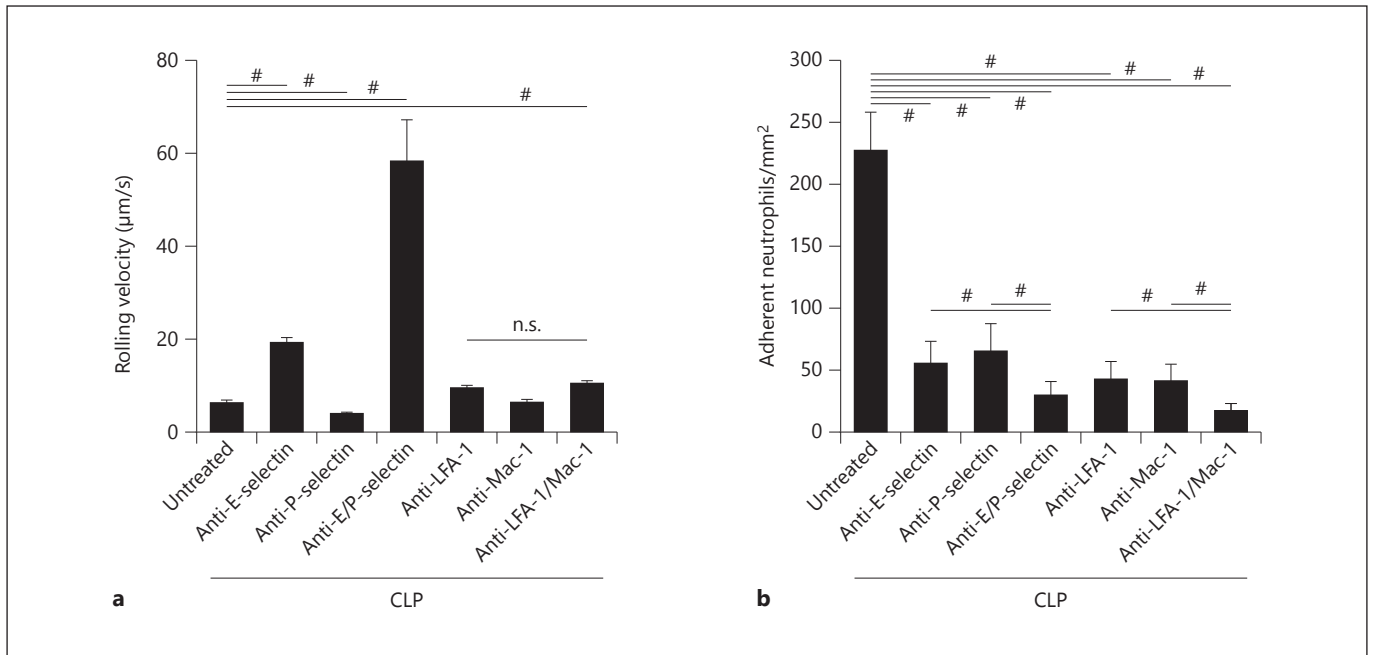 80
60
40
20
0
Rolling velocity (μm/s)
#
#
#
#
n.s.
Untreated
Anti-E-selectin
Anti-P-selectin
Anti-E/P-selectin
Anti-LFA-1
Anti-Mac-1
Anti-LFA-1/Mac-1
CLP
a
300
250
200
150
100
50
0
Adherent neutrophils/mm²
#
#
#
#
#
#
#
#
#
#
Untreated
Anti-E-selectin
Anti-P-selectin
Anti-E/P-selectin
Anti-LFA-1
Anti-Mac-1
Anti-LFA-1/Mac-1
CLP
b